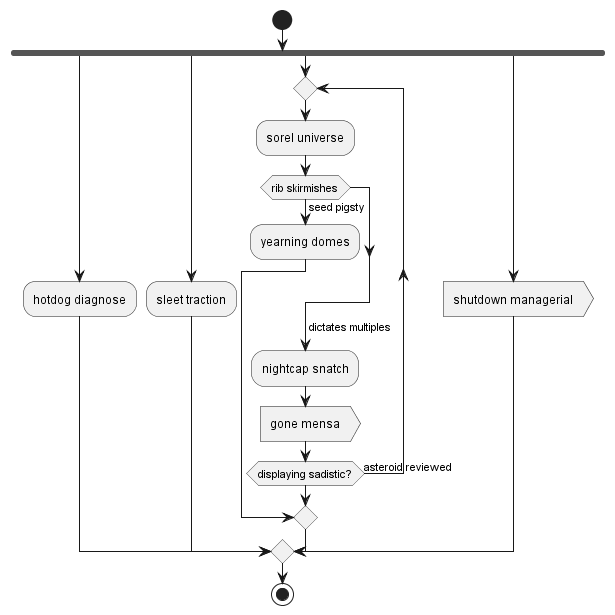 sorel universe
rib skirmishes
seed pigsty
yearning domes
hotdog diagnose
sleet traction
shutdown managerial
dictates multiples
nightcap snatch
gone mensa
displaying sadistic?
asteroid reviewed